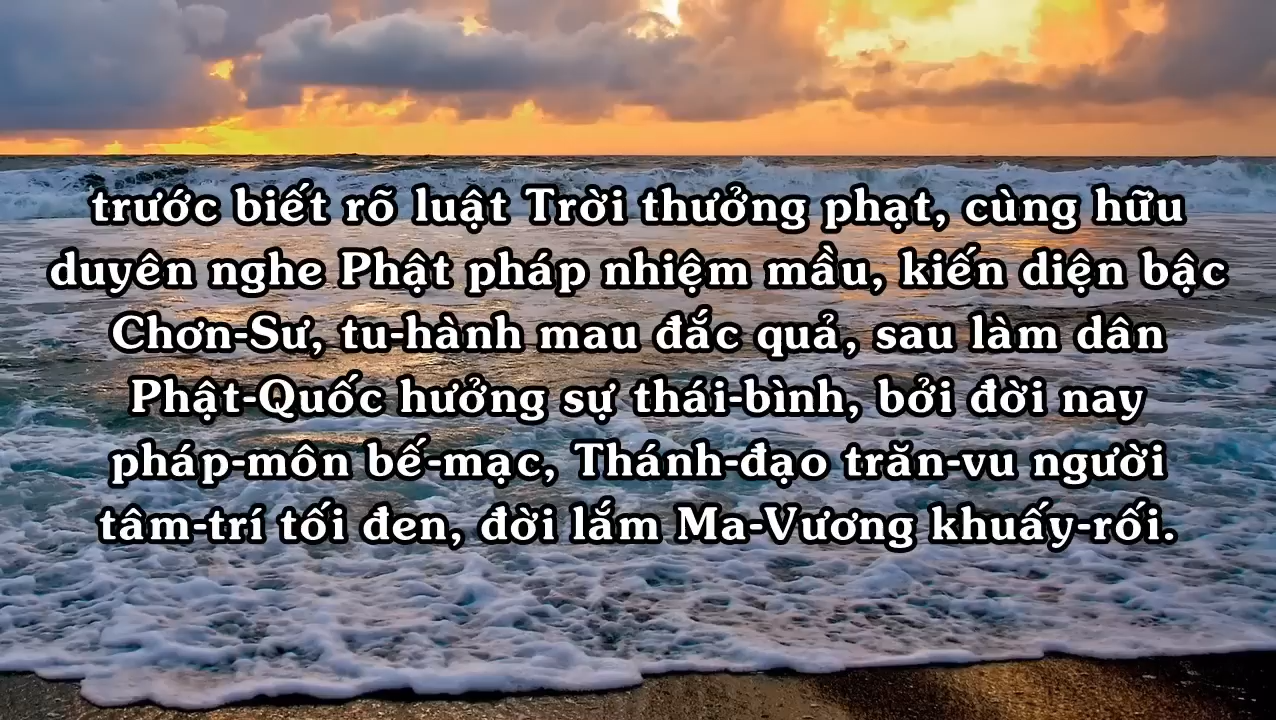 trước biết rõ luật Trời thưởng phạt, cùng hữu
duyên nghe Phật pháp nhiệm mầu, kiến diện bậc
Chơn-Sư, tu-hành mau đắc quả, sau làm dân
Phật-Quốc hưởng sự thái-bình, bởi đời nay
pháp-môn bế-mạc, Thánh-đạo trăn-vu người
tâm-trí tối đen, đời lắm Ma-Vương khuấy-rối.